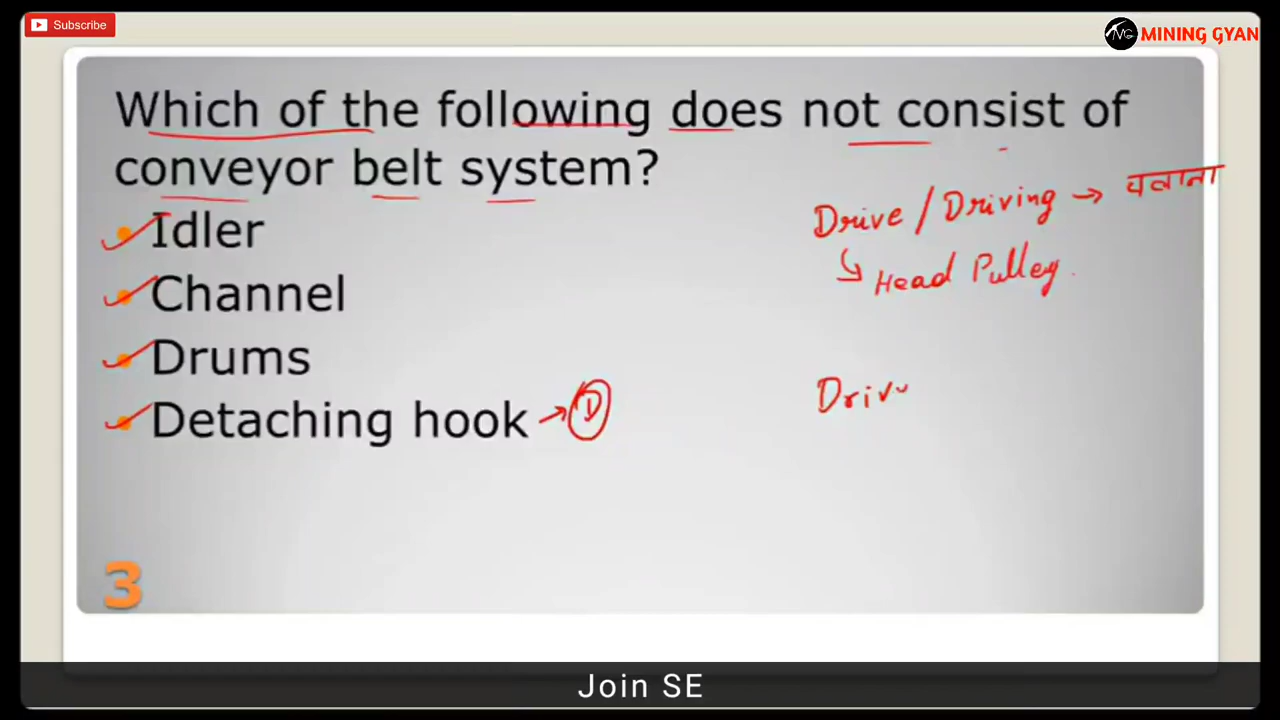 Subscribe
MINING GYAN
Which of the following does not consist of
conveyor belt system?
Idler
Channel
Drums
Detaching hook → D
Drive / Driving → चलाना
↳ Head Pulley.
Driv
3
Join SE